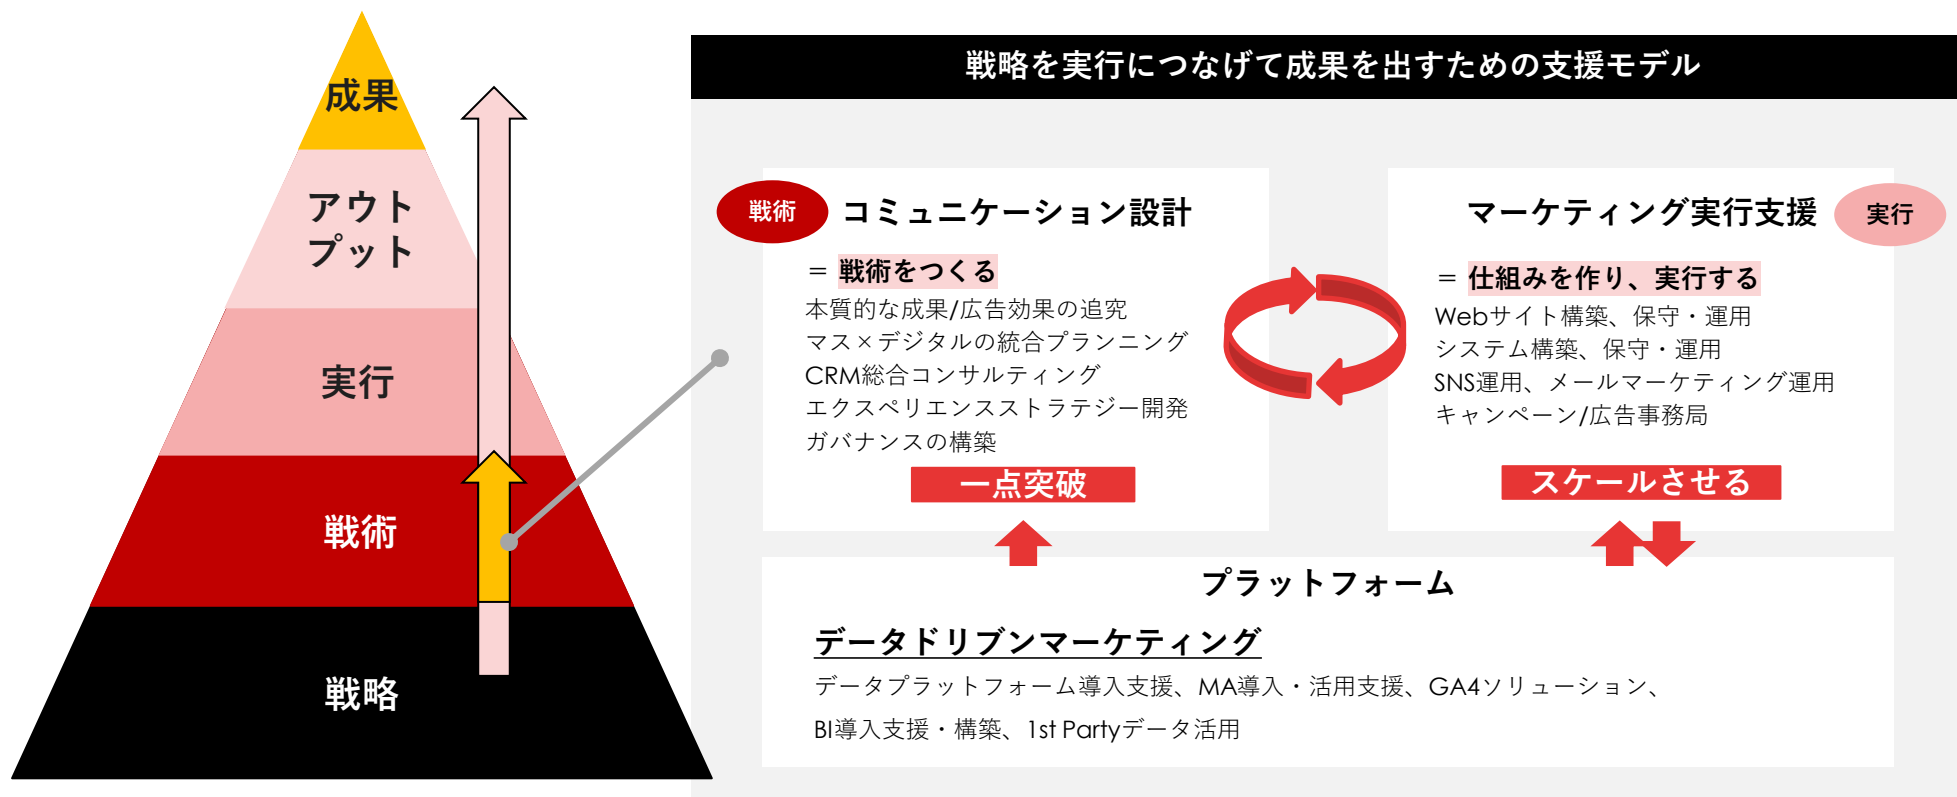 成果
アウト
プット
実行
戦術
戦略
戦略を実行につなげて成果を出すための支援モデル
戦術
コミュニケーション設計
＝ 戦術をつくる
本質的な成果/広告効果の追究
マス×デジタルの統合プランニング
CRM総合コンサルティング
エクスペリエンスストラテジー開発
ガバナンスの構築
一点突破
マーケティング実行支援
実行
＝ 仕組みを作り、実行する
Webサイト構築、保守・運用
システム構築、保守・運用
SNS運用、メールマーケティング運用
キャンペーン/広告事務局
スケールさせる
プラットフォーム
データドリブンマーケティング
データプラットフォーム導入支援、MA導入・活用支援、GA4ソリューション、
BI導入支援・構築、1st Partyデータ活用